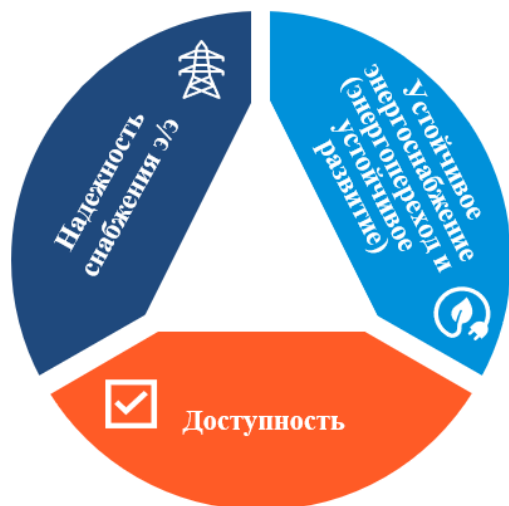 Надежность
снабжения э/э
Устойчивое
энергоснабжение
(энергопереход и
устойчивое
развитие)
Доступность